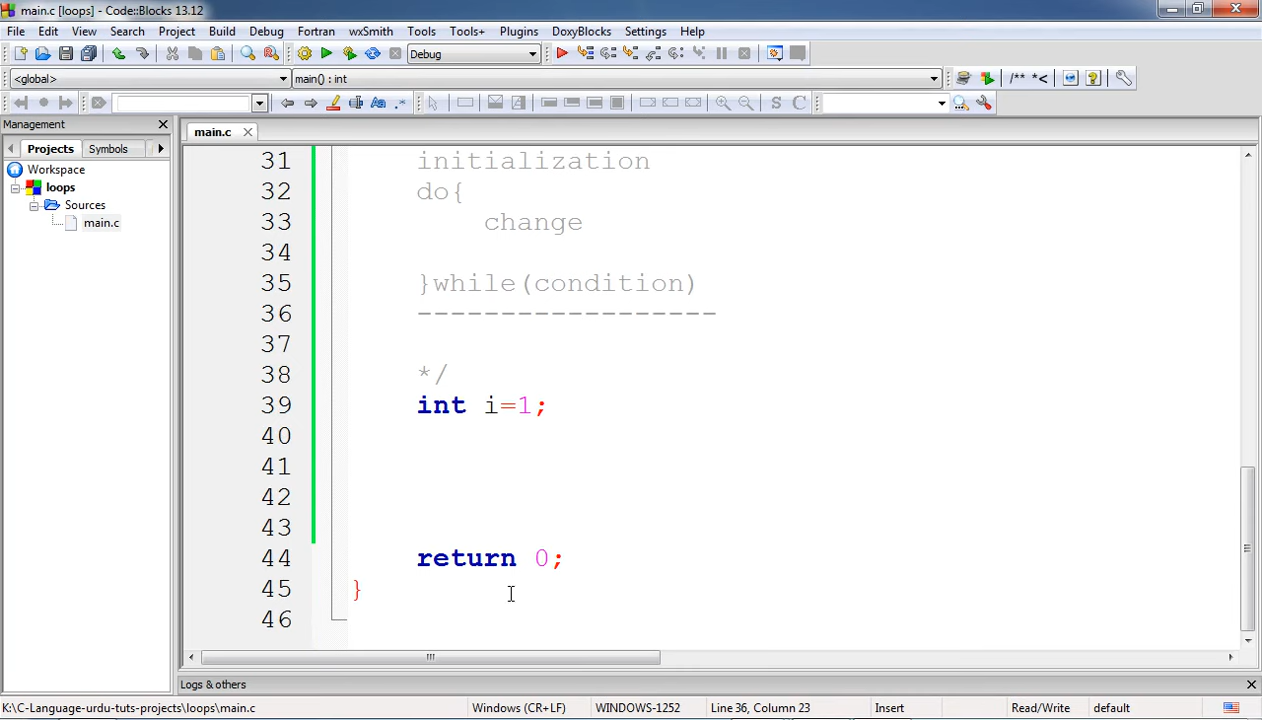 main.c [loops] - Code::Blocks 13.12
File Edit View Search Project Build Debug Fortran wxSmith Tools Tools+ Plugins DoxyBlocks Settings Help
Debug
<global> main() : int /** *<
Aa .* S C
Management
Projects Symbols
Workspace
loops
Sources
main.c
main.c
31 initialization
32 do{
33 change
34
35 }while(condition)
36 ------------------
37
38 */
39 int i=1;
40
41
42
43
44 return 0;
45 }
46
Logs & others
K:\C-Language-urdu-tuts-projects\loops\main.c Windows (CR+LF) WINDOWS-1252 Line 36, Column 23 Insert Read/Write default